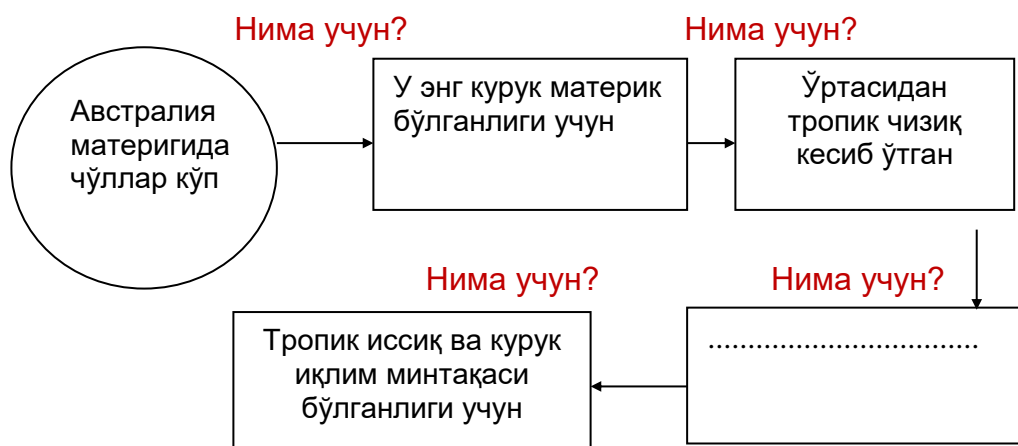 Нима учун?
Нима учун?
Австралия
материгида
чўллар кўп
У энг курук материк
бўлганлиги учун
Ўртасидан
тропик чизиқ
кесиб ўтган
Нима учун?
Нима учун?
Тропик иссиқ ва курук
иқлим минтақаси
бўлганлиги учун
..................................